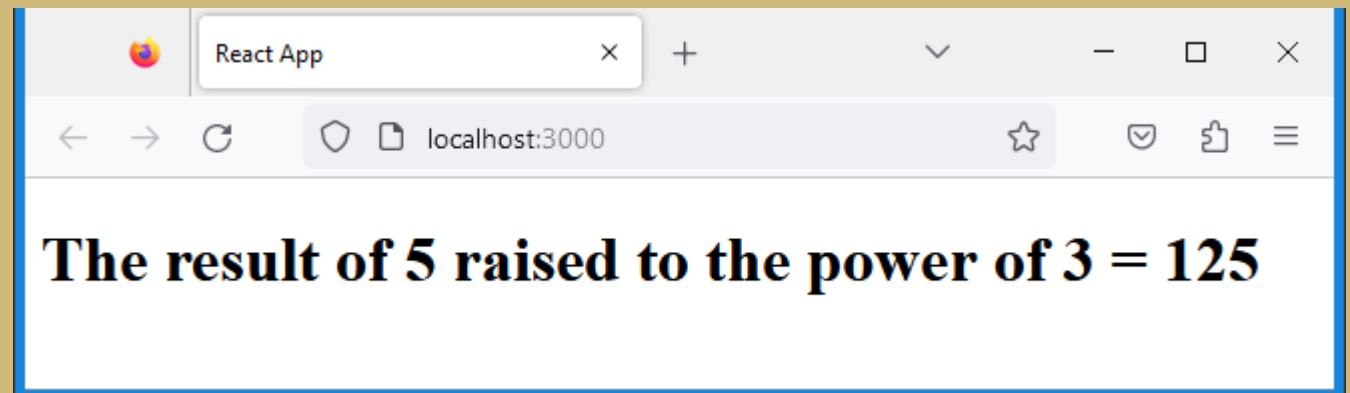 React App
localhost:3000
The result of 5 raised to the power of 3 = 125